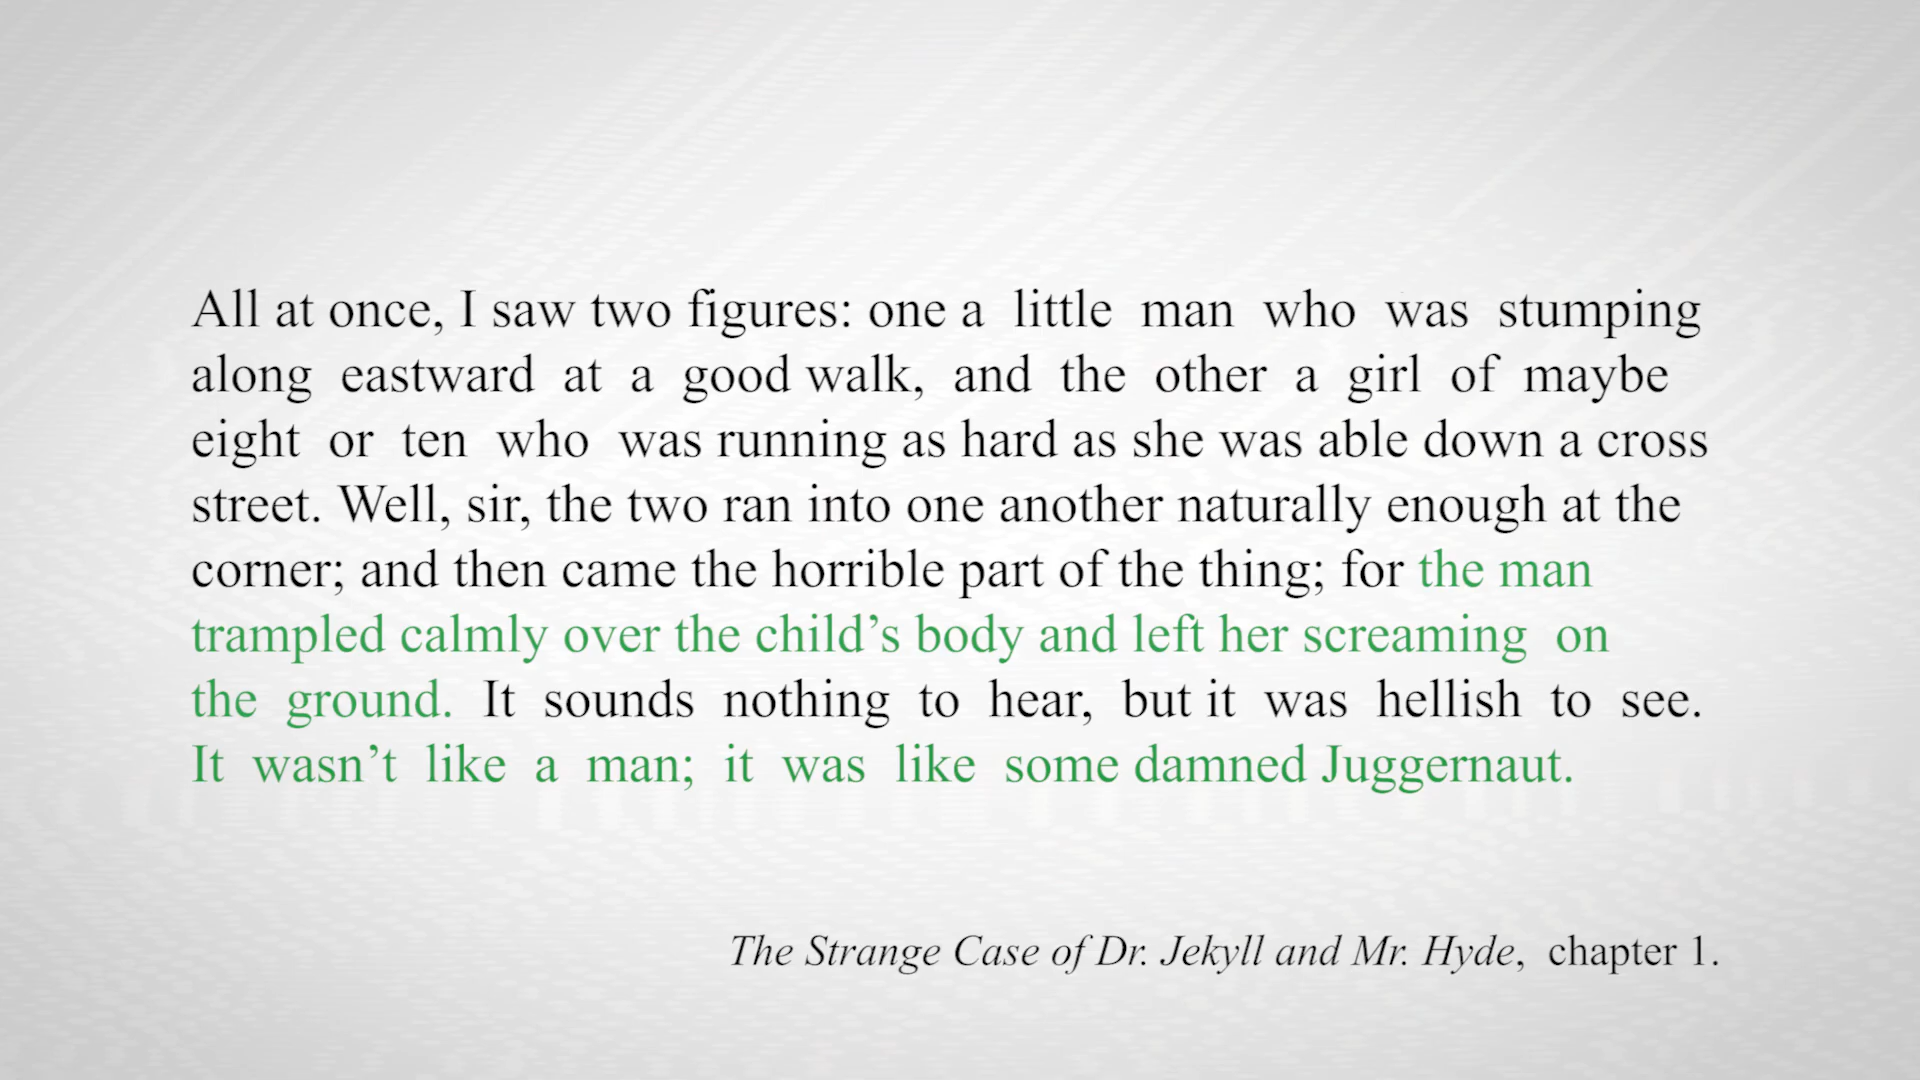 All at once, I saw two figures: one a little man who was stumping
along eastward at a good walk, and the other a girl of maybe
eight or ten who was running as hard as she was able down a cross
street. Well, sir, the two ran into one another naturally enough at the
corner; and then came the horrible part of the thing; for the man
trampled calmly over the child’s body and left her screaming on
the ground. It sounds nothing to hear, but it was hellish to see.
It wasn’t like a man; it was like some damned Juggernaut.
The Strange Case of Dr. Jekyll and Mr. Hyde, chapter 1.